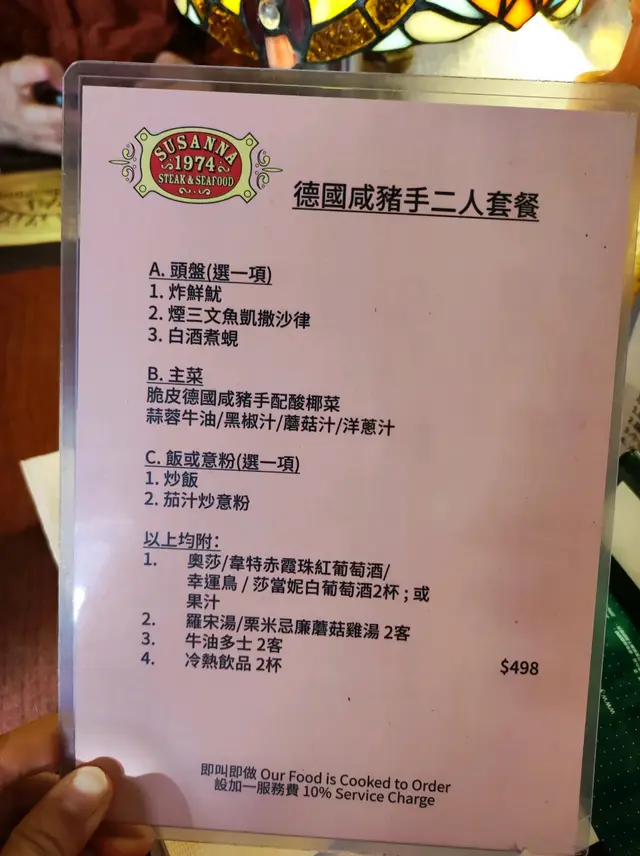 SUSANNA
1974
STEAK & SEAFOOD
德國咸豬手二人套餐
A. 頭盤(選一項)
1. 炸鮮魷
2. 煙三文魚凱撒沙律
3. 白酒煮蜆
B. 主菜
脆皮德國咸豬手配酸椰菜
蒜蓉牛油/黑椒汁/蘑菇汁/洋蔥汁
C. 飯或意粉(選一項)
1. 炒飯
2. 茄汁炒意粉
以上均附：
1. 奧莎/韋特赤霞珠紅葡萄酒/
幸運鳥 / 莎當妮白葡萄酒2杯 ; 或
果汁
2. 羅宋湯/栗米忌廉蘑菇雞湯 2客
3. 牛油多士 2客
4. 冷熱飲品 2杯 $498
即叫即做 Our Food is Cooked to Order
設加一服務費 10% Service Charge